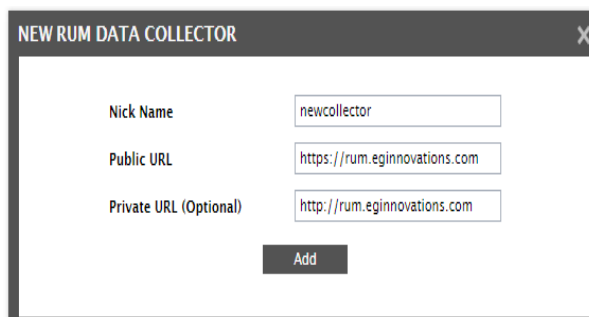 NEW RUM DATA COLLECTOR X
Nick Name newcollector
Public URL https://rum.eginnovations.com
Private URL (Optional) http://rum.eginnovations.com
Add